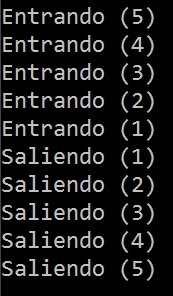 Entrando (5)
Entrando (4)
Entrando (3)
Entrando (2)
Entrando (1)
Saliendo (1)
Saliendo (2)
Saliendo (3)
Saliendo (4)
Saliendo (5)